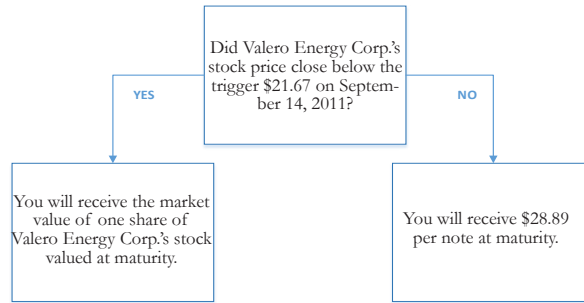 Did Valero Energy Corp.'s
stock price close below the
trigger $21.67 on Septem-
ber 14, 2011?
YES
NO
You will receive the market
value of one share of
Valero Energy Corp.'s stock
valued at maturity.
You will receive $28.89
per note at maturity.